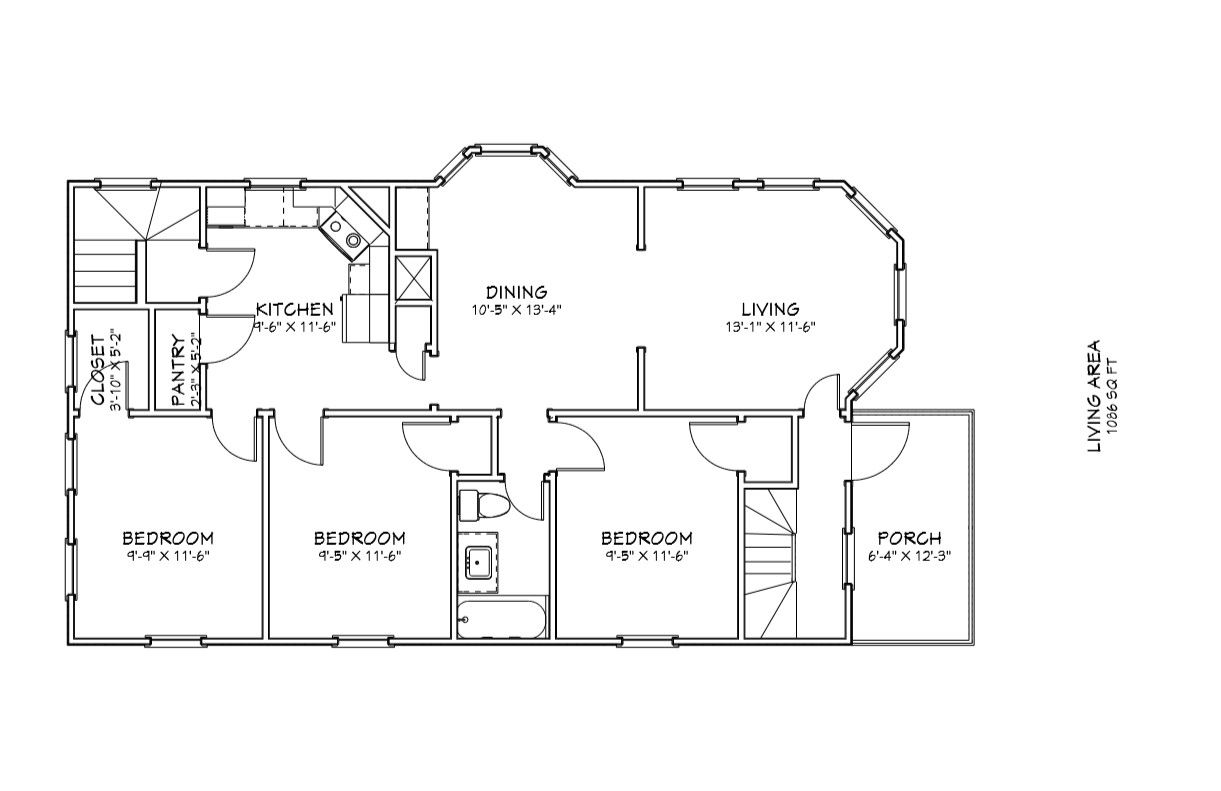 DINING
10'-5" X 13'-4"
KITCHEN
9'-6" X 11'-6"
LIVING
13'-1" X 11'-6"
CLOSET
3'-10" X 5'-2"
PANTRY
2'-3" X 5'-2"
LIVING AREA
1086 SQ FT
BEDROOM
9'-9" X 11'-6"
BEDROOM
9'-5" X 11'-6"
BEDROOM
9'-5" X 11'-6"
PORCH
6'-4" X 12'-3"